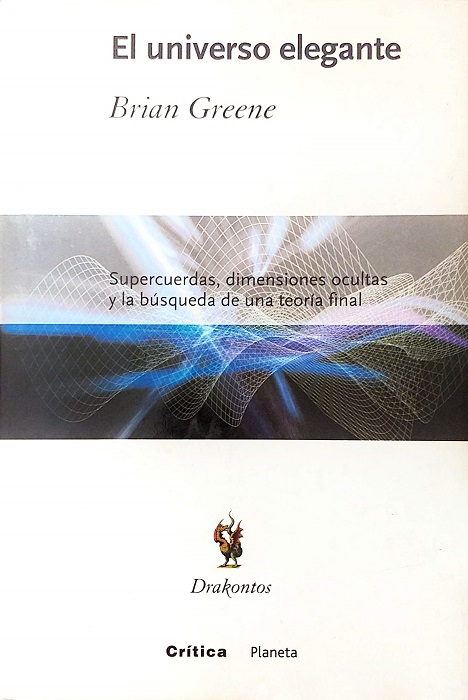 El universo elegante
Brian Greene
Supercuerdas, dimensiones ocultas
y la búsqueda de una teoría final
Drakontos
Crítica Planeta